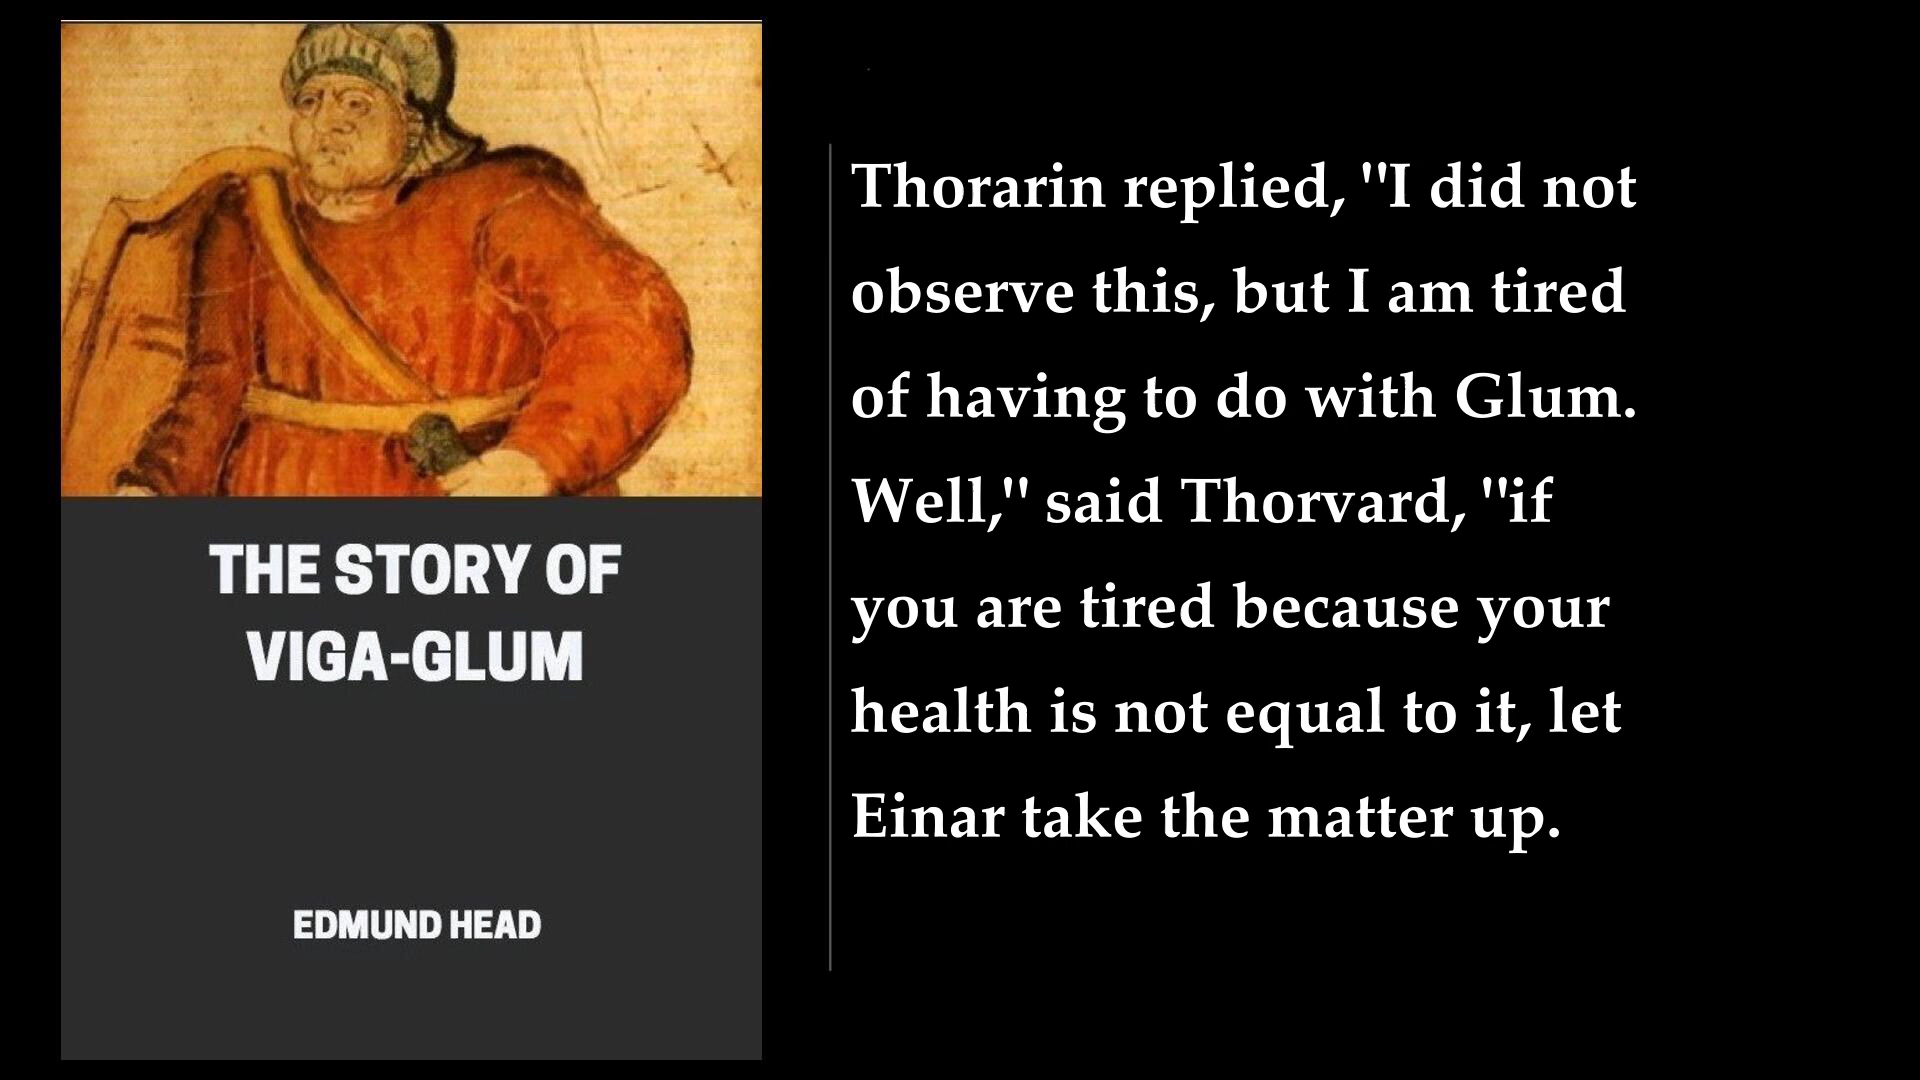 THE STORY OF
VIGA-GLUM
EDMUND HEAD
Thorarin replied, "I did not
observe this, but I am tired
of having to do with Glum.
Well," said Thorvard, "if
you are tired because your
health is not equal to it, let
Einar take the matter up.